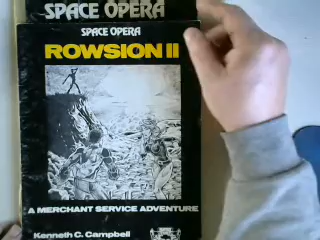 SPACE OPERA
SPACE OPERA
ROWSION II
A MERCHANT SERVICE ADVENTURE
Kenneth C. Campbell